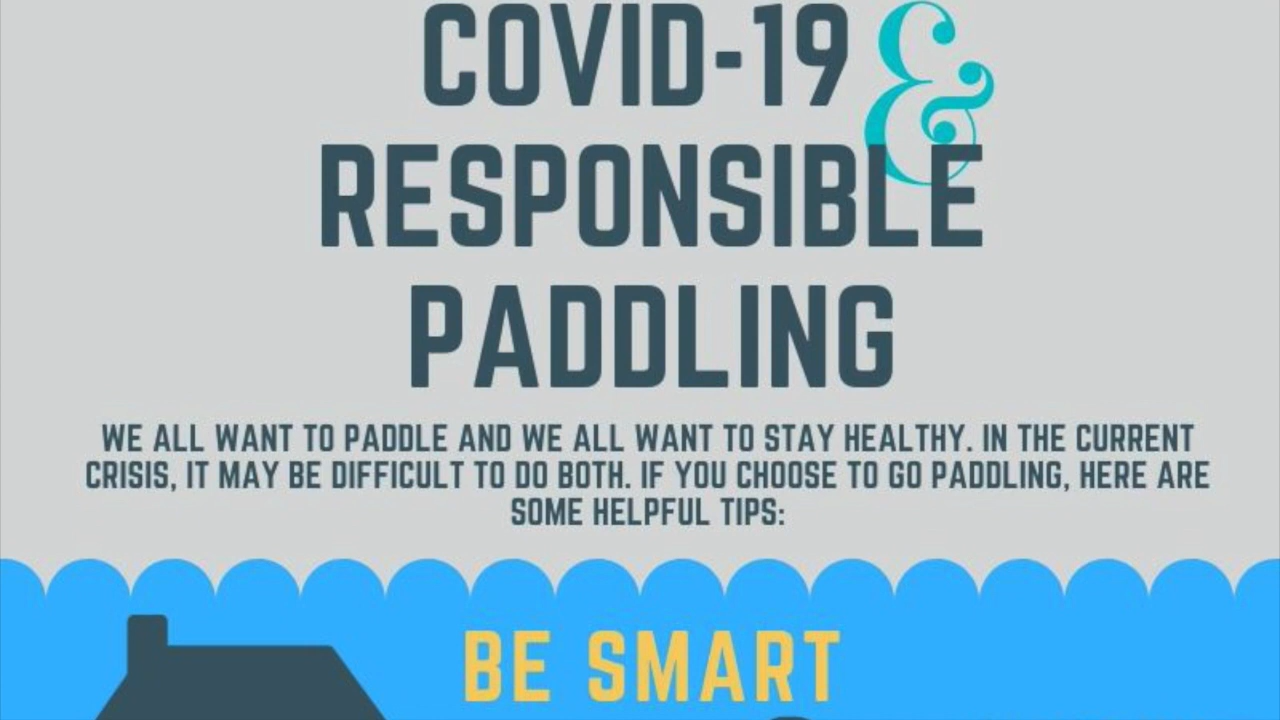 COVID-19 &
RESPONSIBLE
PADDLING
WE ALL WANT TO PADDLE AND WE ALL WANT TO STAY HEALTHY. IN THE CURRENT
CRISIS, IT MAY BE DIFFICULT TO DO BOTH. IF YOU CHOOSE TO GO PADDLING, HERE ARE
SOME HELPFUL TIPS:
BE SMART